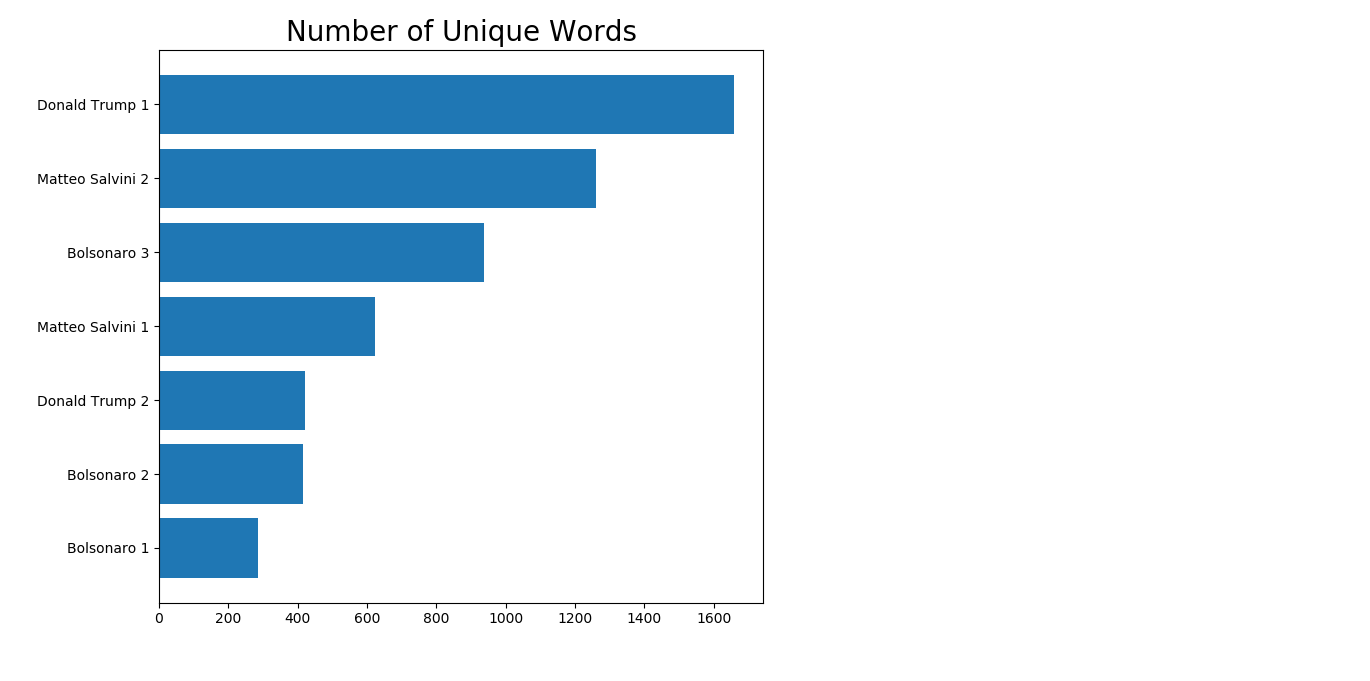 Number of Unique Words
Donald Trump 1
Matteo Salvini 2
Bolsonaro 3
Matteo Salvini 1
Donald Trump 2
Bolsonaro 2
Bolsonaro 1
0 200 400 600 800 1000 1200 1400 1600